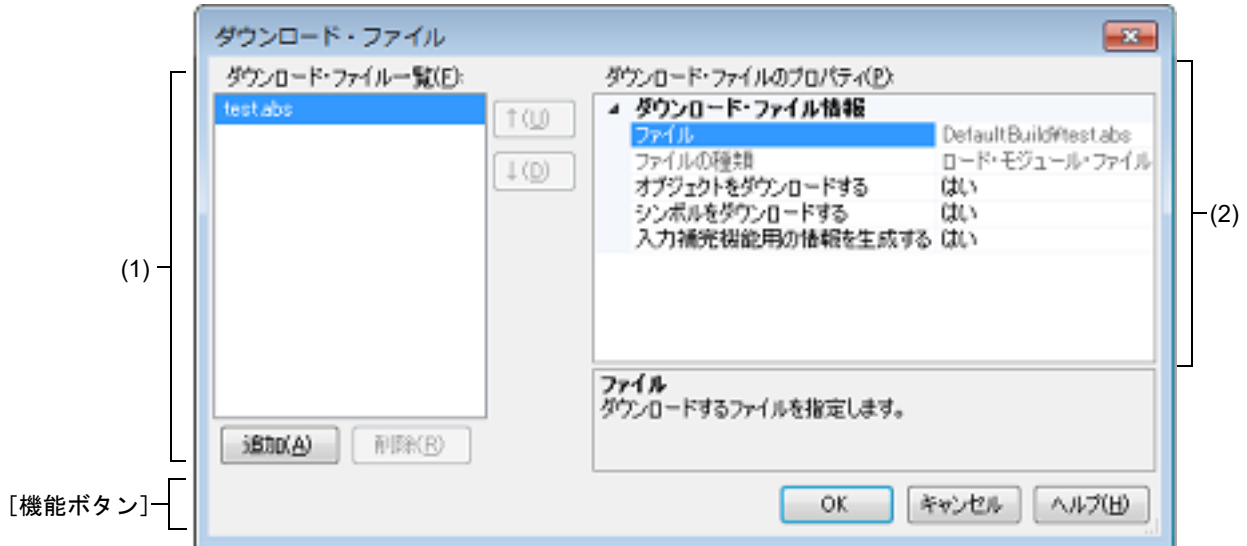 ダウンロード・ファイル
ダウンロード・ファイル一覧(F):
test.abs
↑(U)
↓(D)
追加(A)
削除(R)
ダウンロード・ファイルのプロパティ(P):
ダウンロード・ファイル情報
ファイル DefaultBuild¥test.abs
ファイルの種類 ロード・モジュール・ファイル
オブジェクトをダウンロードする はい
シンボルをダウンロードする はい
入力補完機能用の情報を生成する はい
ファイル
ダウンロードするファイルを指定します。
OK
キャンセル
ヘルプ(H)
(1)
(2)
[機能ボタン]